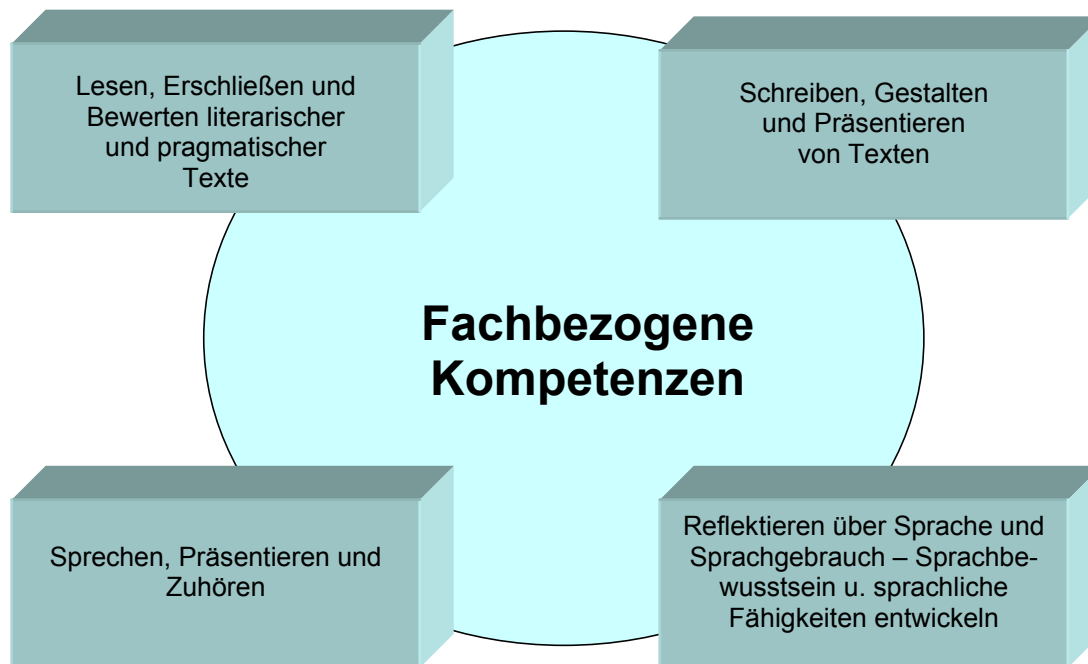 Lesen, Erschließen und
Bewerten literarischer
und pragmatischer
Texte
Schreiben, Gestalten
und Präsentieren
von Texten
Fachbezogene
Kompetenzen
Sprechen, Präsentieren und
Zuhören
Reflektieren über Sprache und
Sprachgebrauch – Sprachbe-
wusstsein u. sprachliche
Fähigkeiten entwickeln